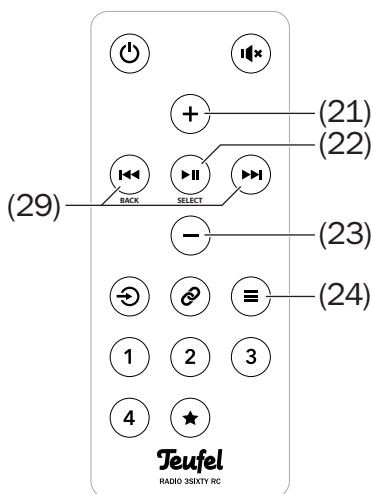 +
(21)
(22)
BACK SELECT
(29)
−
(23)
(24)
1 2 3
4
Teufel
RADIO 3SIXTY RC